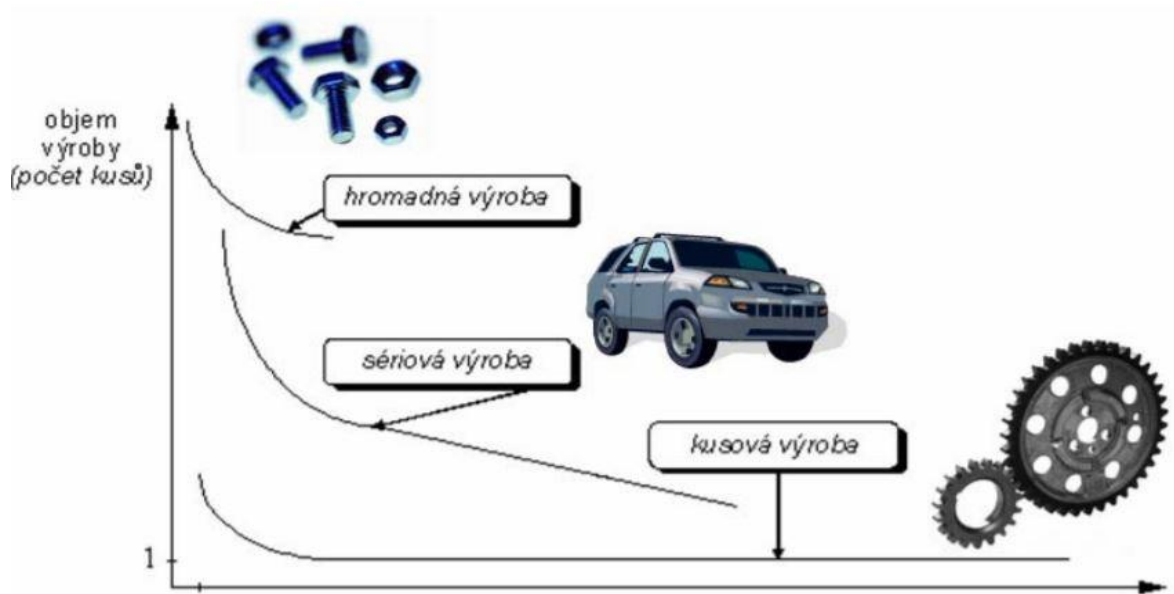 objem
výroby
(počet kusů)
hromadná výroba
sériová výroba
kusová výroba
1